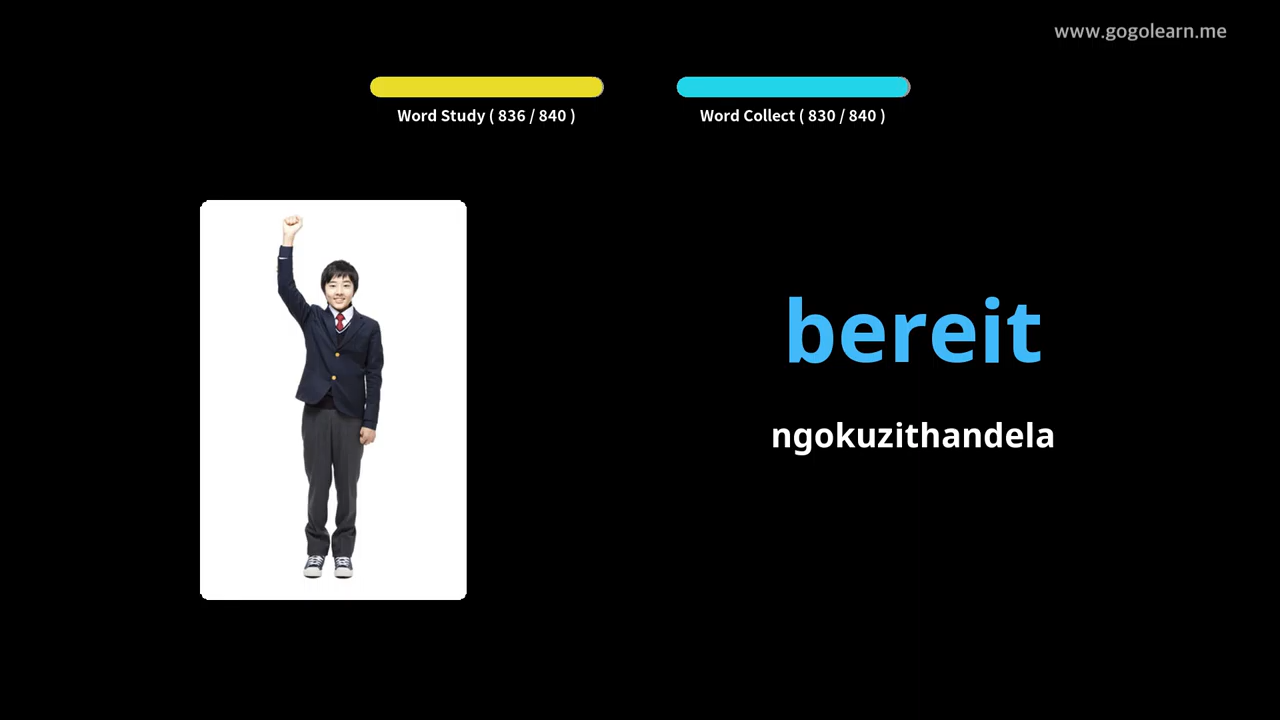 www.gogolearn.me
Word Study ( 836 / 840 )
Word Collect ( 830 / 840 )
bereit
ngokuzithandela